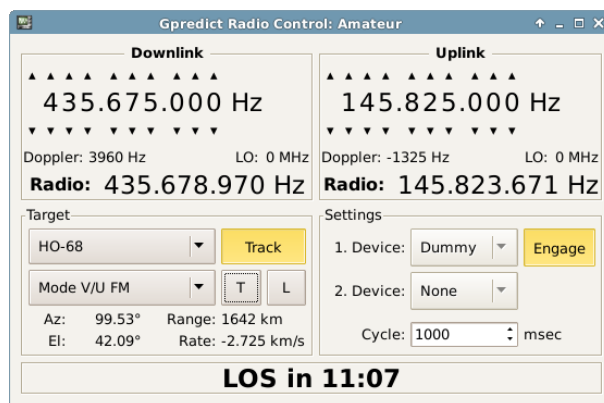 Gpredict Radio Control: Amateur
Downlink
435.675.000 Hz
Doppler: 3960 Hz LO: 0 MHz
Radio: 435.678.970 Hz
Uplink
145.825.000 Hz
Doppler: -1325 Hz LO: 0 MHz
Radio: 145.823.671 Hz
Target
HO-68 Track
Mode V/U FM T L
Az: 99.53° Range: 1642 km
El: 42.09° Rate: -2.725 km/s
Settings
1. Device: Dummy Engage
2. Device: None
Cycle: 1000 msec
LOS in 11:07